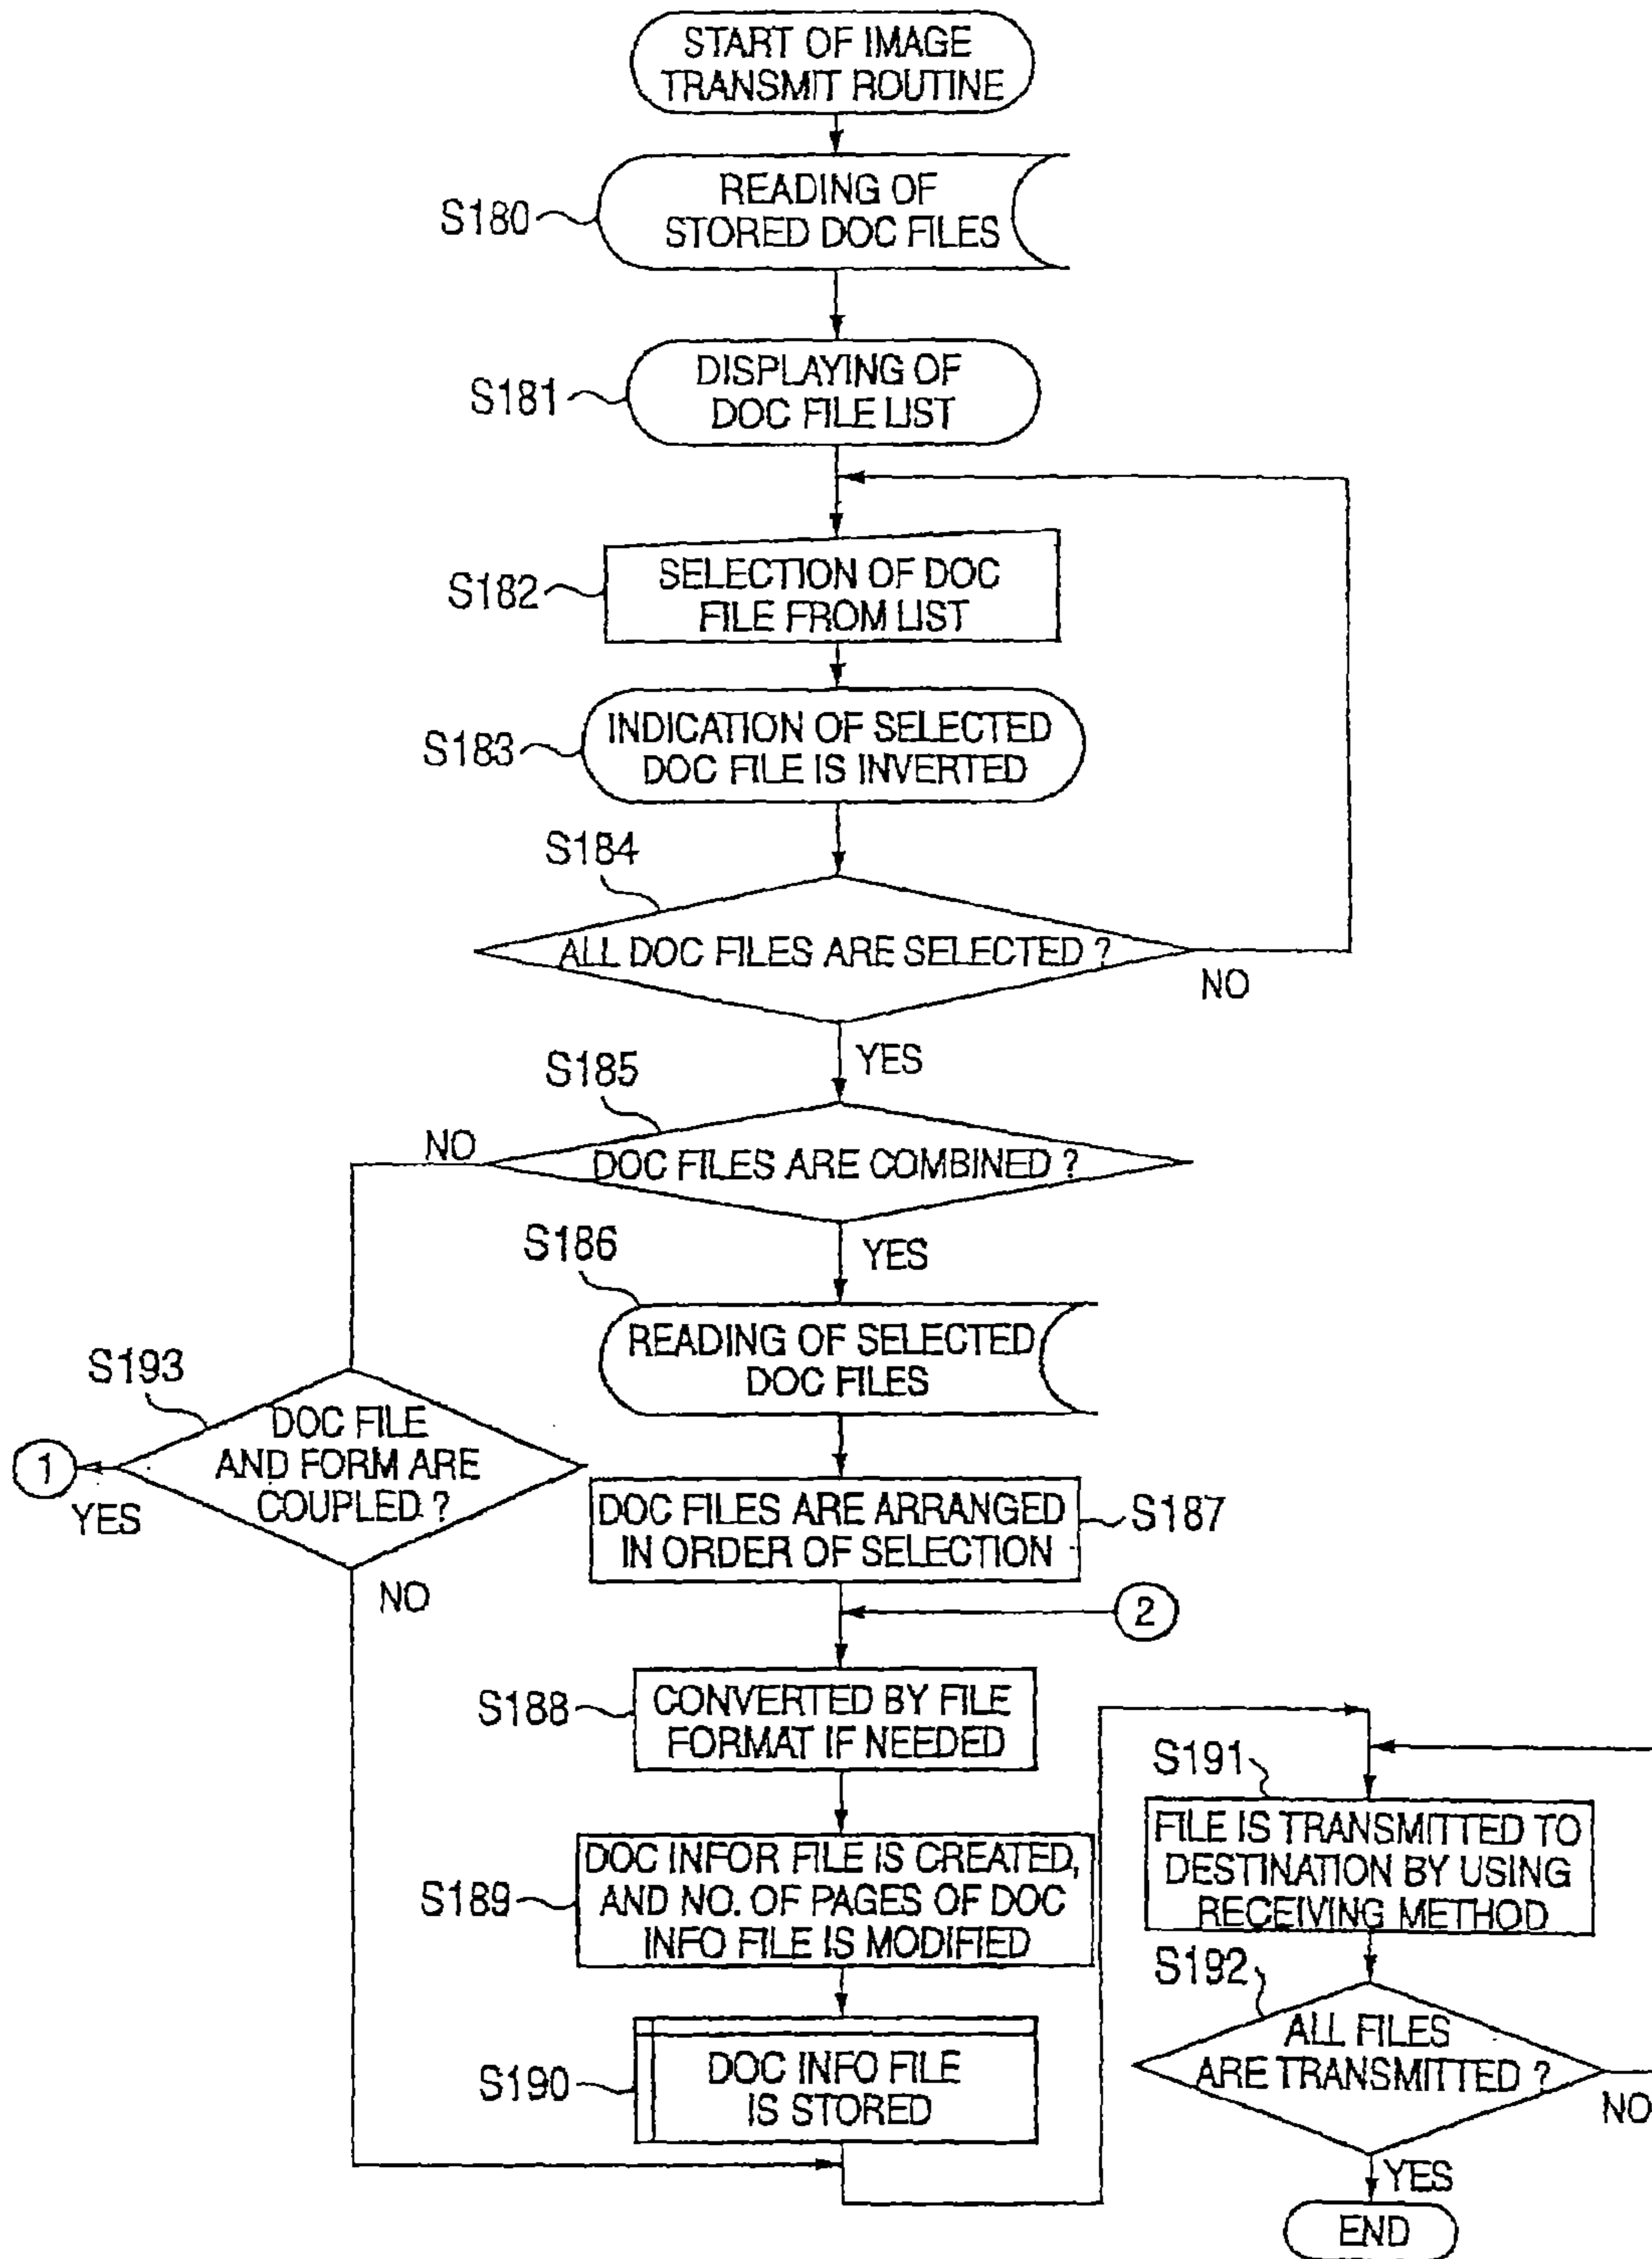 START OF IMAGE
TRANSMIT ROUTINE
S180
READING OF
STORED DOC FILES
S181
DISPLAYING OF
DOC FILE LIST
S182
SELECTION OF DOC
FILE FROM LIST
S183
INDICATION OF SELECTED
DOC FILE IS INVERTED
S184
ALL DOC FILES ARE SELECTED ?
NO
YES
S185
NO
DOC FILES ARE COMBINED ?
YES
S186
READING OF SELECTED
DOC FILES
S193
DOC FILE
AND FORM ARE
COUPLED ?
1
YES
NO
DOC FILES ARE ARRANGED
IN ORDER OF SELECTION
S187
2
S188
CONVERTED BY FILE
FORMAT IF NEEDED
S189
DOC INFOR FILE IS CREATED,
AND NO. OF PAGES OF DOC
INFO FILE IS MODIFIED
S190
DOC INFO FILE
IS STORED
S191
FILE IS TRANSMITTED TO
DESTINATION BY USING
RECEIVING METHOD
S192
ALL FILES
ARE TRANSMITTED ?
NO
YES
END